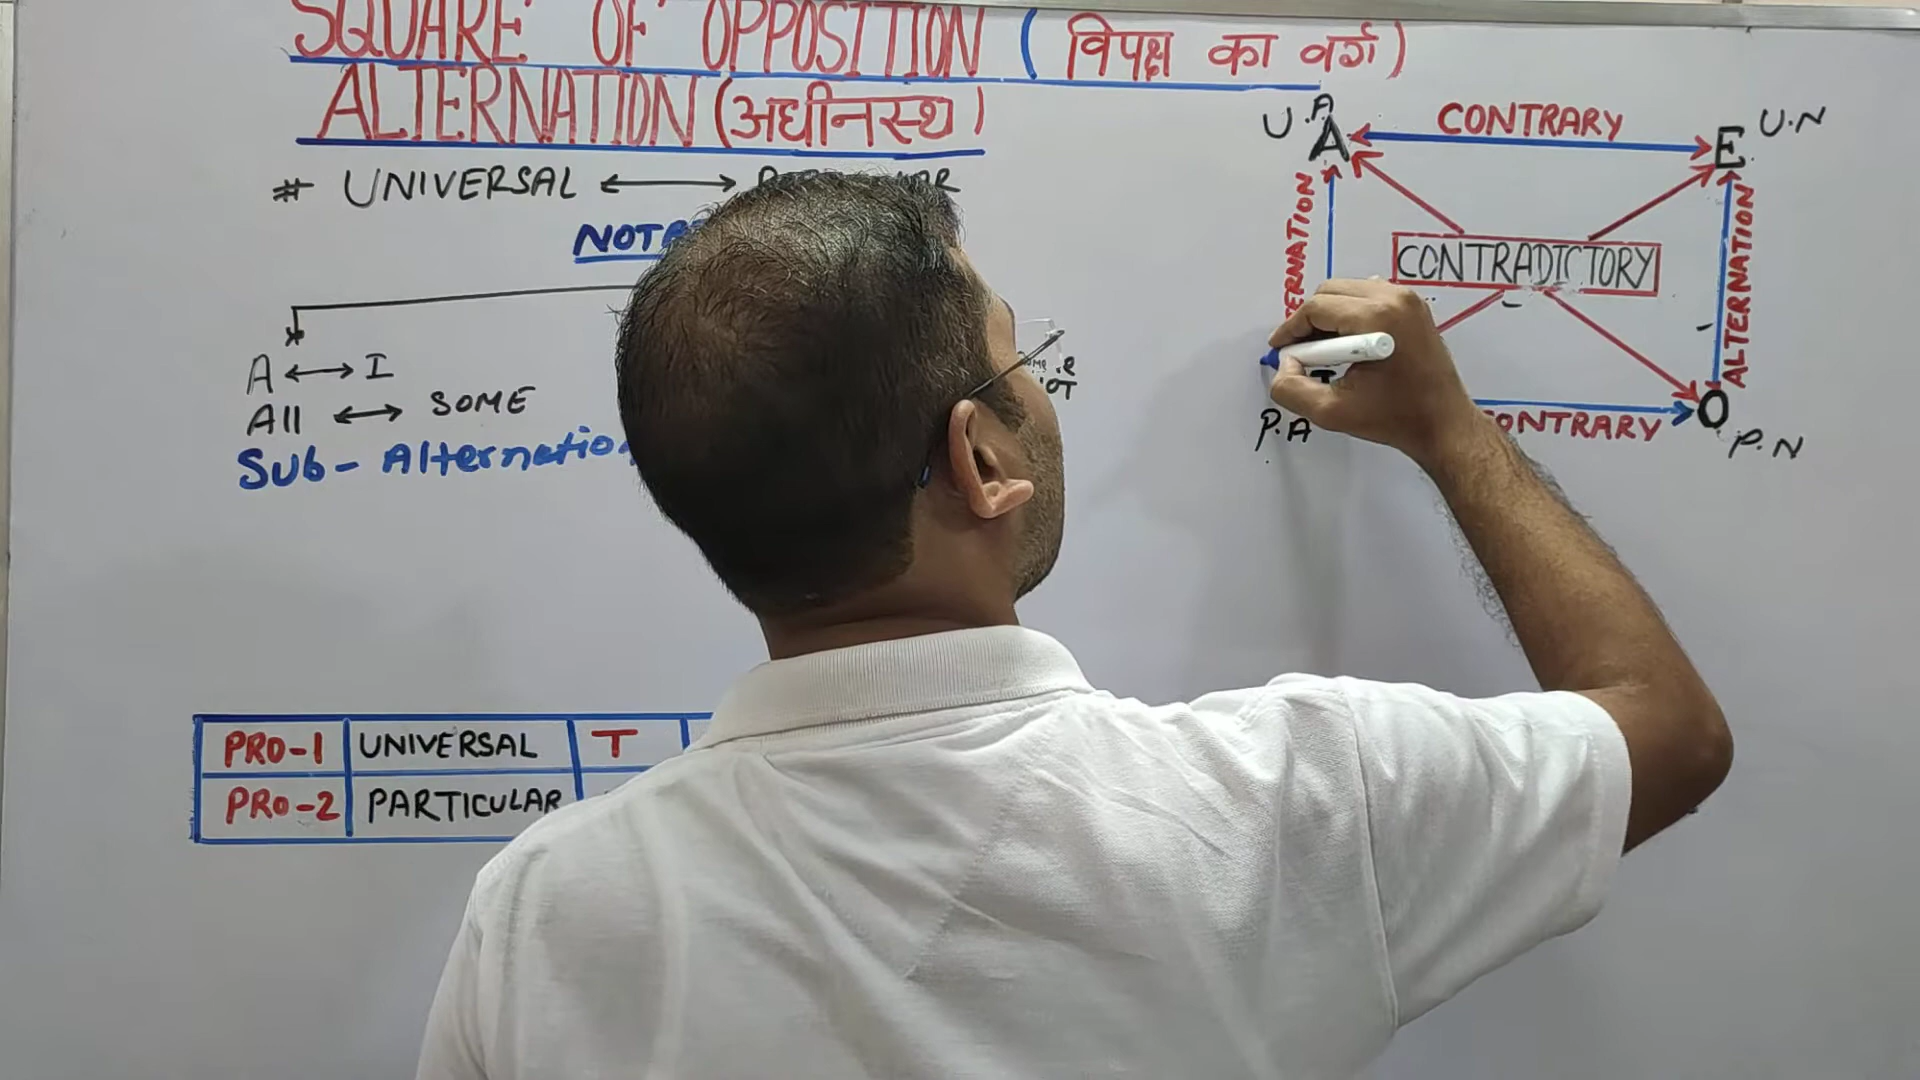 SQUARE OF OPPOSITION (विपक्ष का वर्ग)
ALTERNATION (अधीनस्थ)
# UNIVERSAL ⟷
A ⟷ I
All ⟷ SOME
Sub-Alternation
PRO-1 UNIVERSAL T
PRO-2 PARTICULAR
U.A
A CONTRARY E U.N
CONTRADICTORY
ALTERNATION
P.A
O P.N